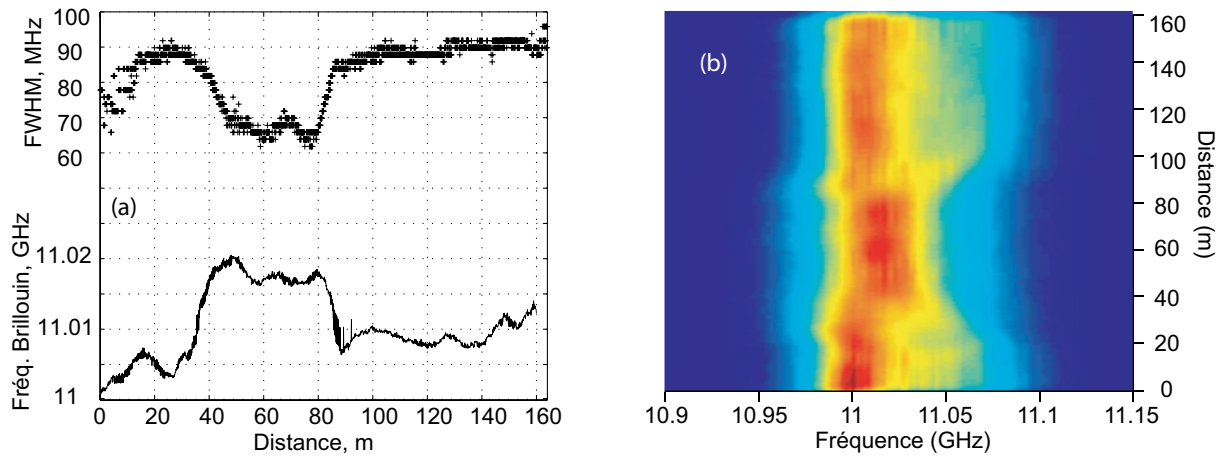 100
90
80
70
60
FWHM, MHz
(a)
11.02
11.01
11
Fréq. Brillouin, GHz
0 20 40 60 80 100 120 140 160
Distance, m
(b)
160
140
120
100
80
60
40
20
0
Distance (m)
10.9 10.95 11 11.05 11.1 11.15
Fréquence (GHz)